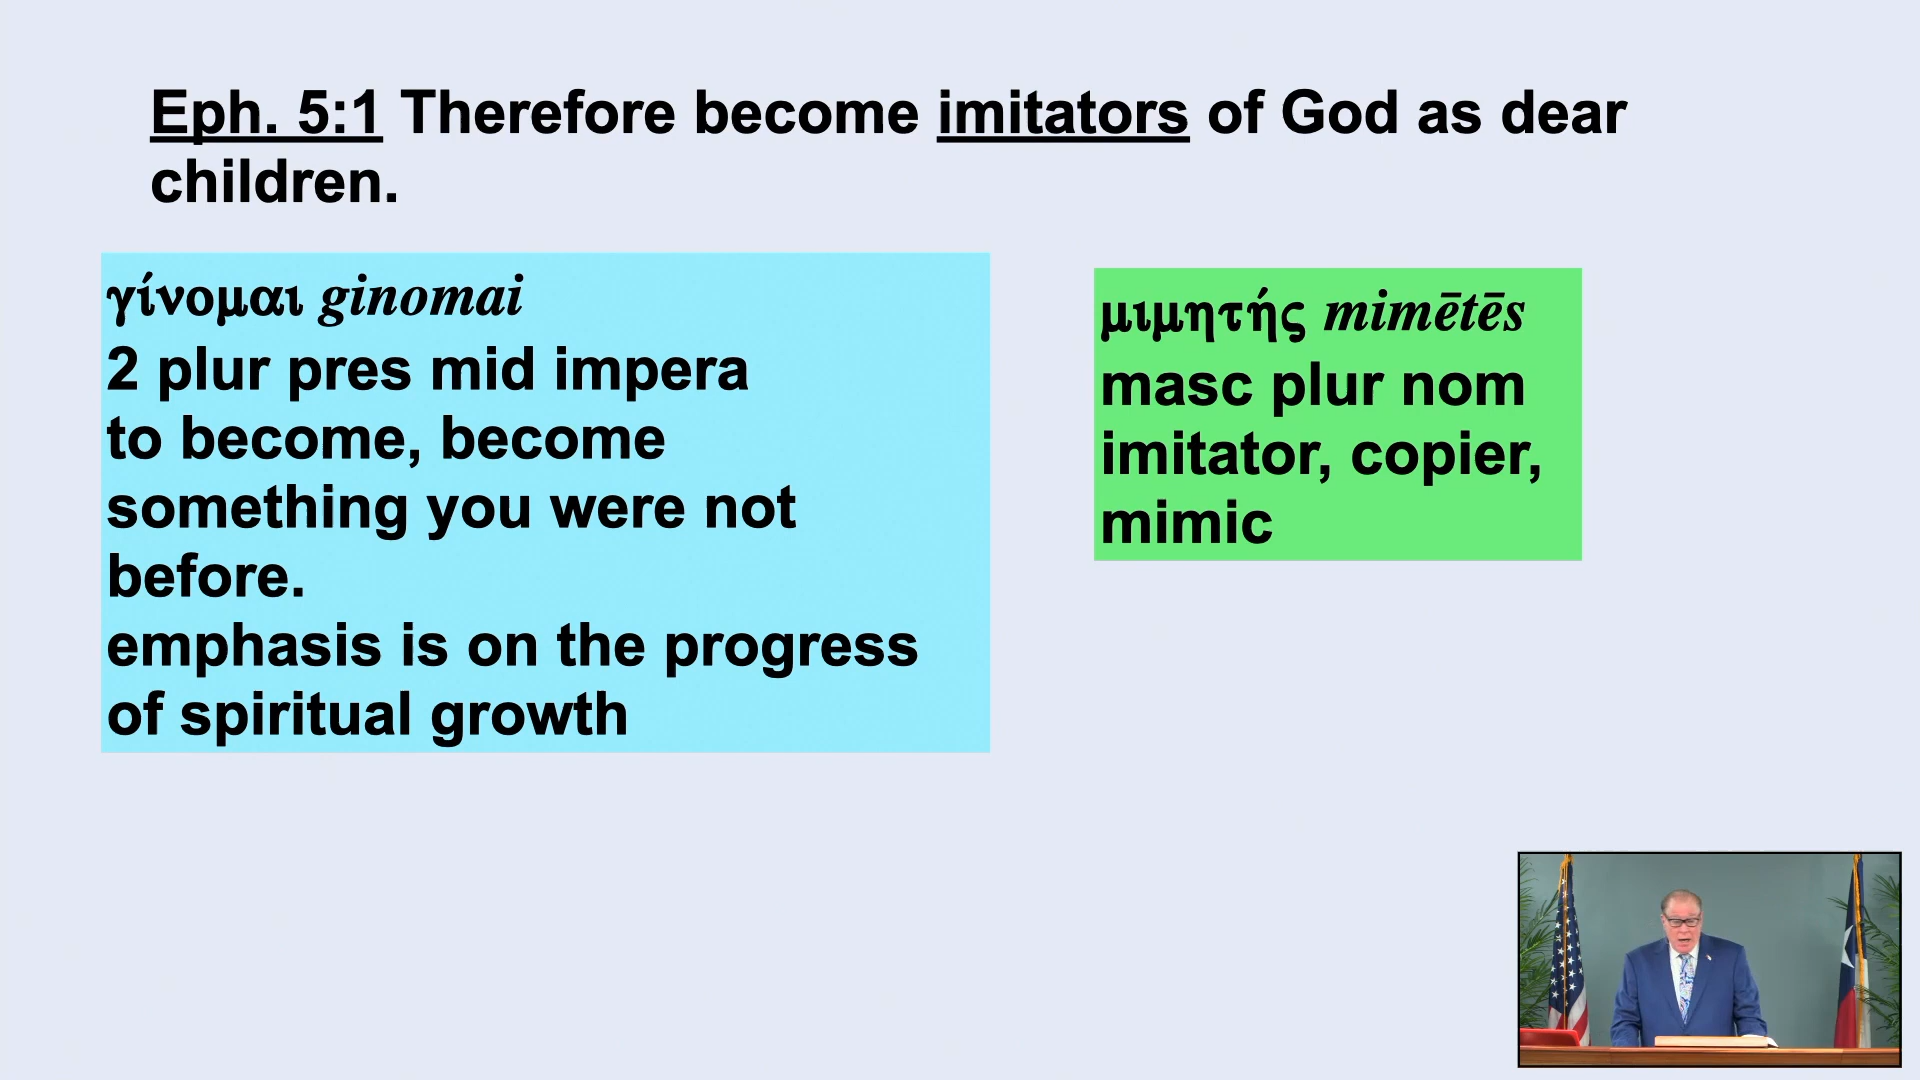 Eph. 5:1 Therefore become imitators of God as dear
children.
γίνομαι ginomai
2 plur pres mid impera
to become, become
something you were not
before.
emphasis is on the progress
of spiritual growth
μιμητής mimētēs
masc plur nom
imitator, copier,
mimic